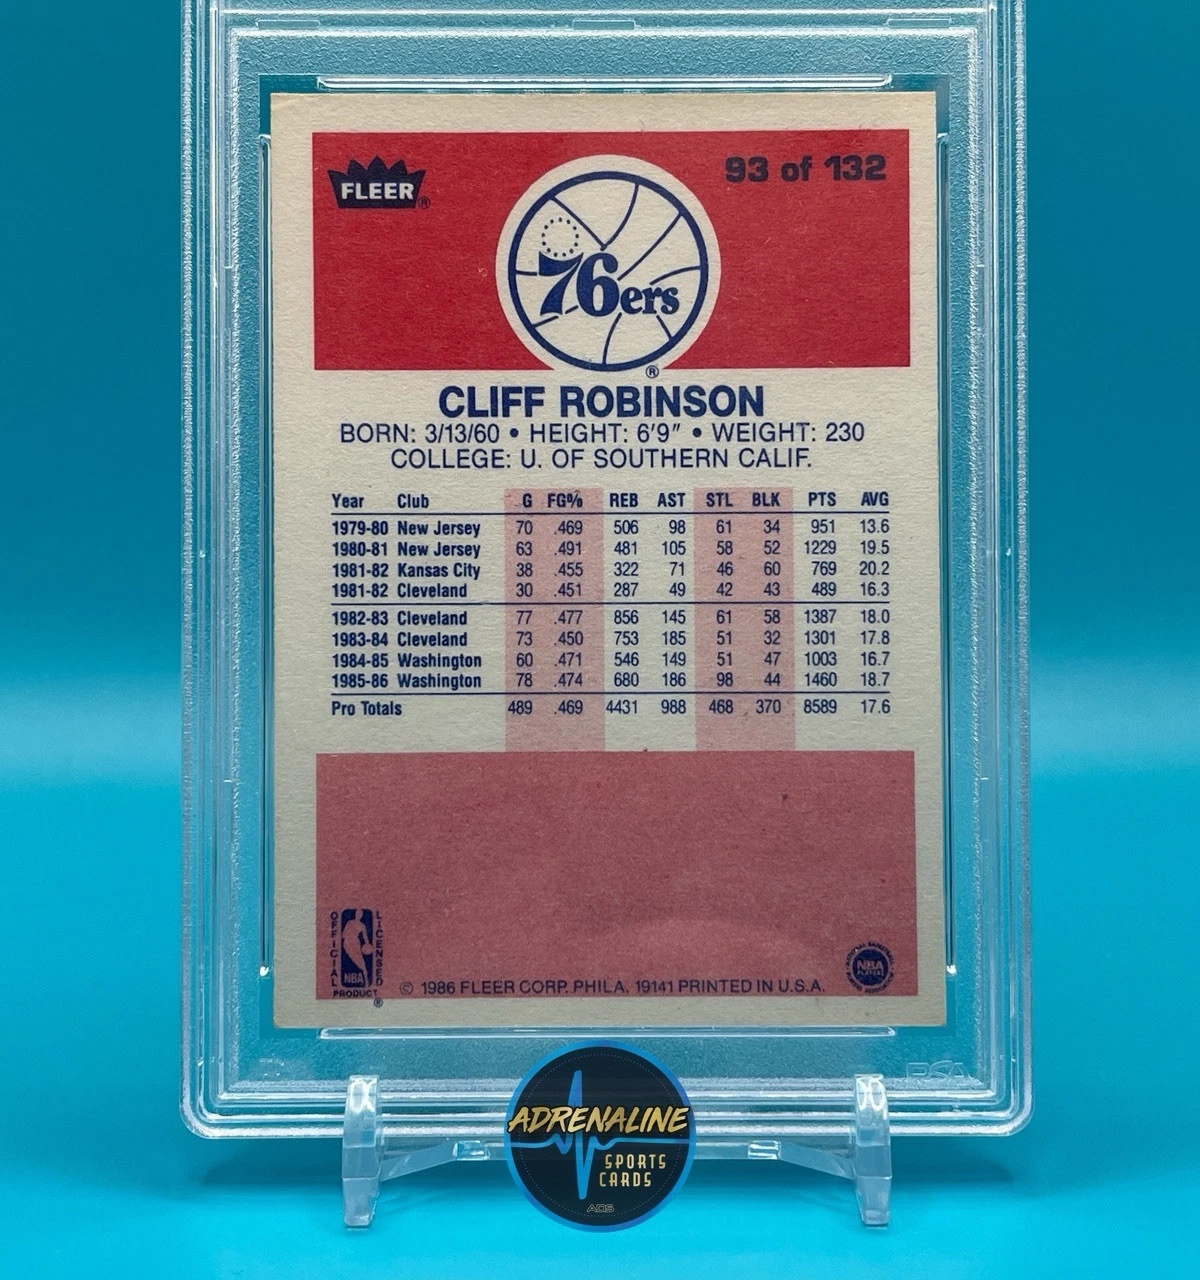 FLEER®
93 of 132
76ers
®
CLIFF ROBINSON
BORN: 3/13/60 • HEIGHT: 6'9" • WEIGHT: 230
COLLEGE: U. OF SOUTHERN CALIF.
Year Club G FG% REB AST STL BLK PTS AVG
1979-80 New Jersey 70 .469 506 98 61 34 951 13.6
1980-81 New Jersey 63 .491 481 105 58 52 1229 19.5
1981-82 Kansas City 38 .455 322 71 46 60 769 20.2
1981-82 Cleveland 30 .451 287 49 42 43 489 16.3
1982-83 Cleveland 77 .477 856 145 61 58 1387 18.0
1983-84 Cleveland 73 .450 753 185 51 32 1301 17.8
1984-85 Washington 60 .471 546 149 51 47 1003 16.7
1985-86 Washington 78 .474 680 186 98 44 1460 18.7
Pro Totals 489 .469 4431 988 468 370 8589 17.6
OFFICIAL
LICENSED
NBA
PRODUCT
®
© 1986 FLEER CORP. PHILA. 19141 PRINTED IN U.S.A.
NATIONAL BASKETBALL
NBA
PLAYERS
ASSOCIATION
PSA
ADRENALINE
SPORTS
CARDS